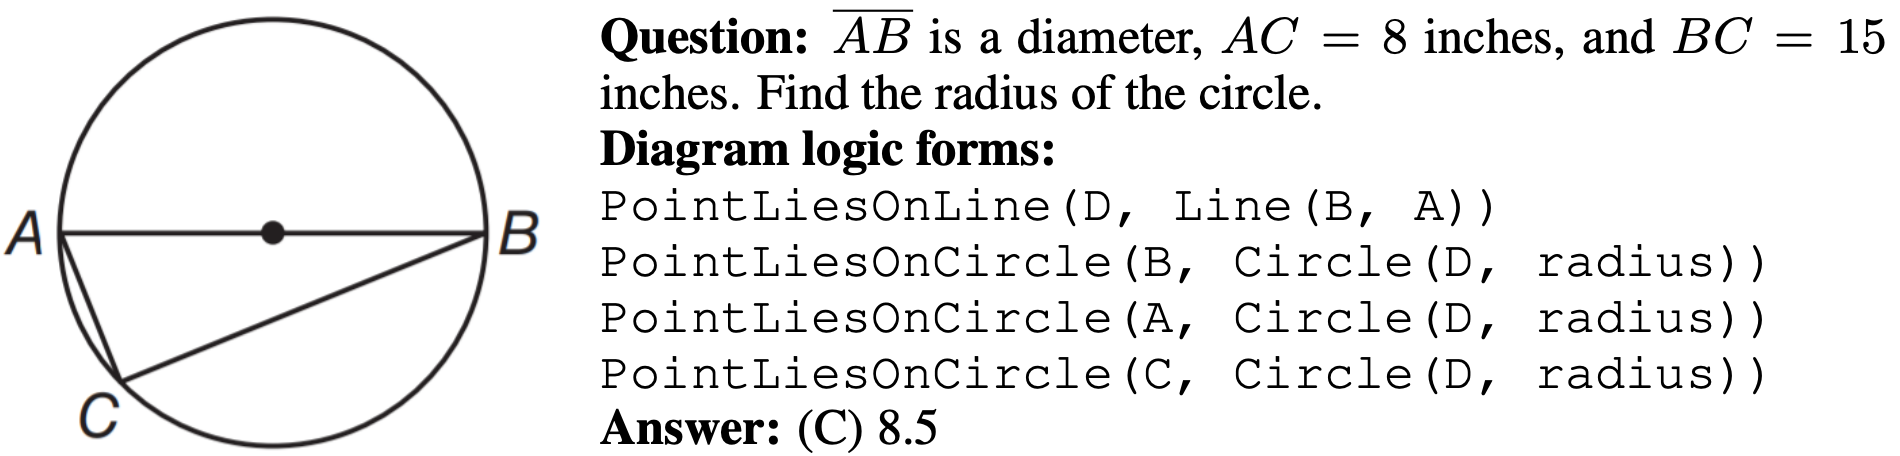 A
B
C
Question: AB is a diameter, AC = 8 inches, and BC = 15
inches. Find the radius of the circle.
Diagram logic forms:
PointLiesOnLine(D, Line(B, A))
PointLiesOnCircle(B, Circle(D, radius))
PointLiesOnCircle(A, Circle(D, radius))
PointLiesOnCircle(C, Circle(D, radius))
Answer: (C) 8.5